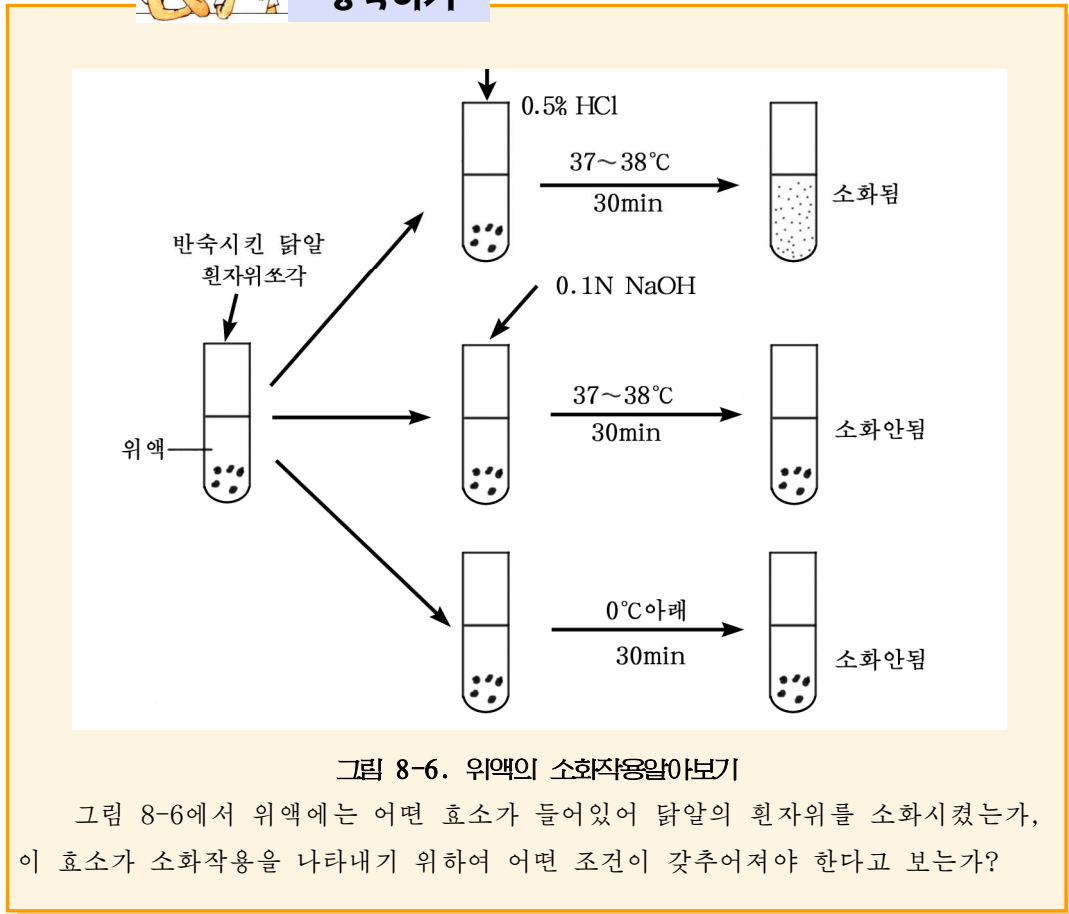 0.5% HCl
37~38℃
30min
소화됨
반숙시킨 닭알
흰자위쪼각
0.1N NaOH
37~38℃
30min
소화안됨
위액
0℃아래
30min
소화안됨
그림 8-6. 위액의 소화작용알아보기
그림 8-6에서 위액에는 어떤 효소가 들어있어 닭알의 흰자위를 소화시켰는가,
이 효소가 소화작용을 나타내기 위하여 어떤 조건이 갖추어져야 한다고 보는가?